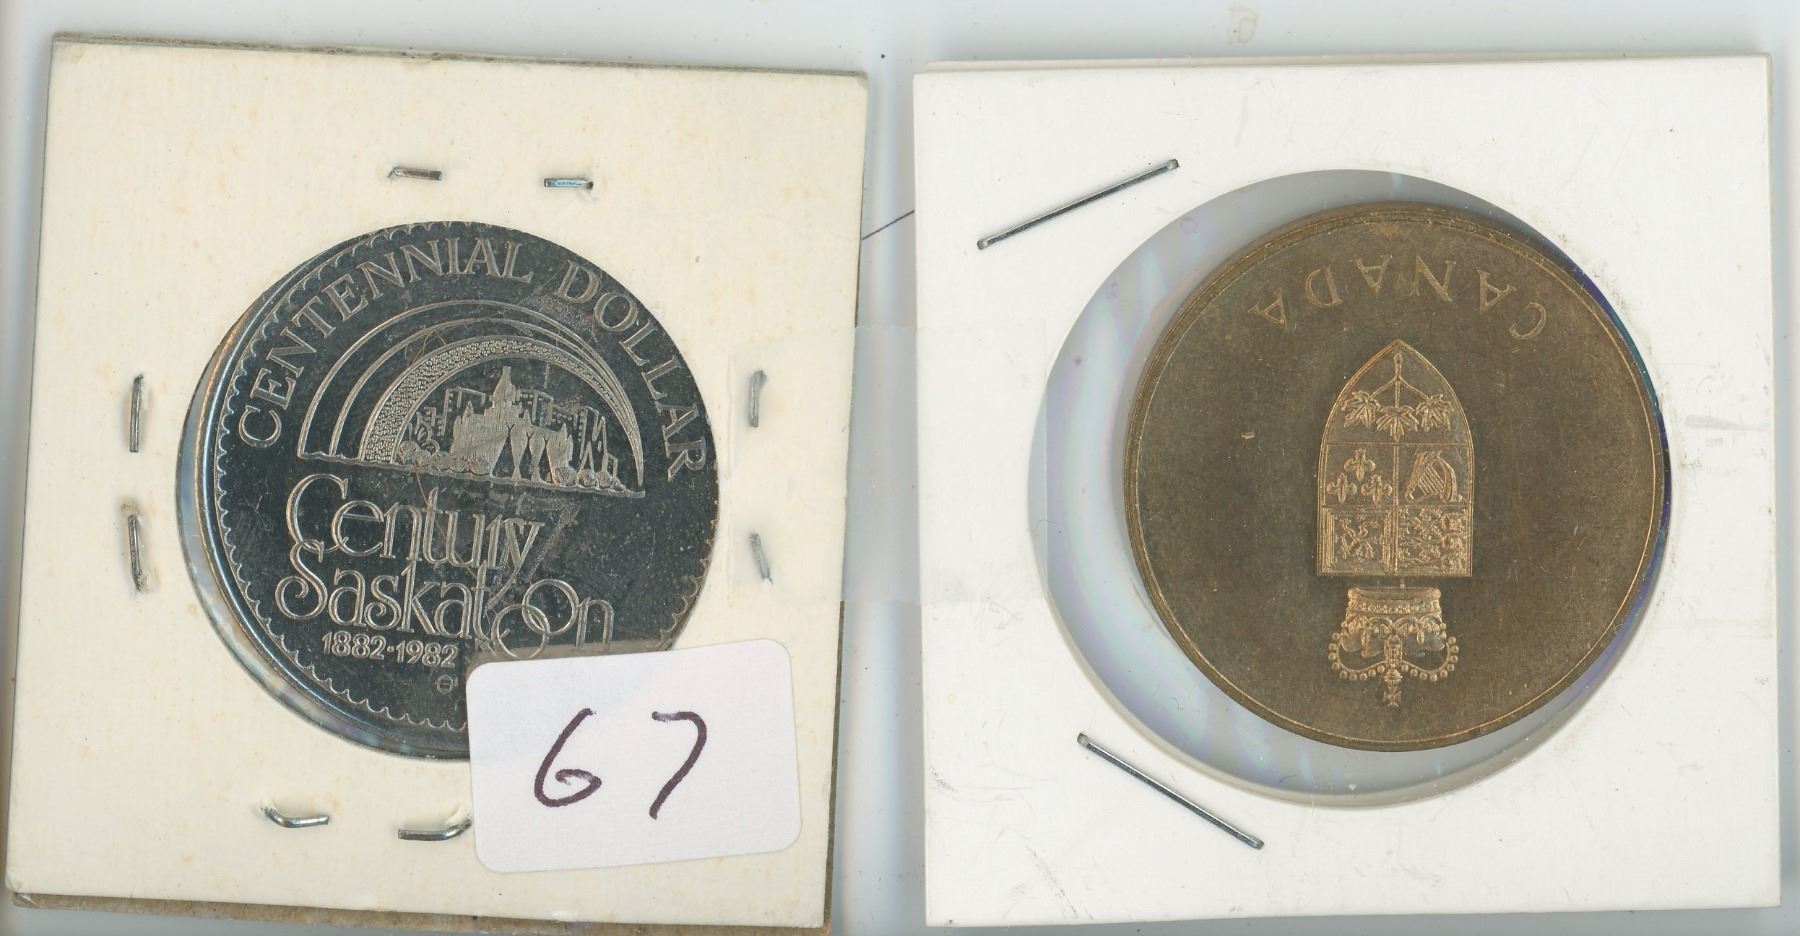 CENTENNIAL DOLLAR
Century
Saskatoon
1882·1982
67
CANADA